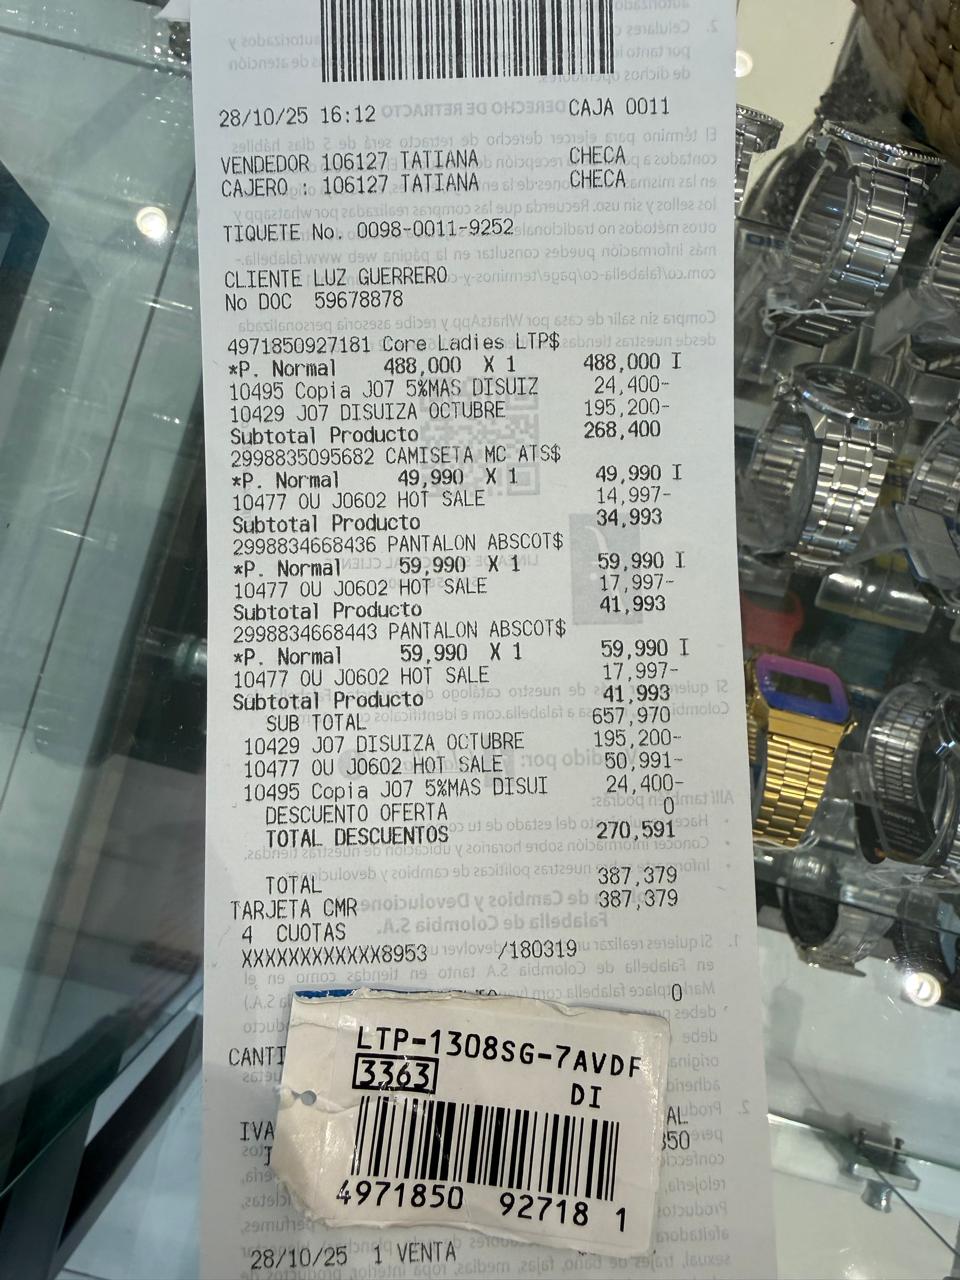 28/10/25 16:12 CAJA 0011
VENDEDOR 106127 TATIANA CHECA
CAJERO : 106127 TATIANA CHECA
TIQUETE No. 0098-0011-9252
CLIENTE LUZ GUERRERO
No DOC 59678878
4971850927181 Core Ladies LTP$
*P. Normal 488,000 X 1 488,000 I
10495 Copia J07 5%MAS DISUIZ 24,400-
10429 J07 DISUIZA OCTUBRE 195,200-
Subtotal Producto 268,400
2998835095682 CAMISETA MC ATS$
*P. Normal 49,990 X 1 49,990 I
10477 OU J0602 HOT SALE 14,997-
Subtotal Producto 34,993
2998834668436 PANTALON ABSCOT$
*P. Normal 59,990 X 1 59,990 I
10477 OU J0602 HOT SALE 17,997-
Subtotal Producto 41,993
2998834668443 PANTALON ABSCOT$
*P. Normal 59,990 X 1 59,990 I
10477 OU J0602 HOT SALE 17,997-
Subtotal Producto 41,993
SUB TOTAL 657,970
10429 J07 DISUIZA OCTUBRE 195,200-
10477 OU J0602 HOT SALE 50,991-
10495 Copia J07 5%MAS DISUI 24,400-
DESCUENTO OFERTA 0
TOTAL DESCUENTOS 270,591
TOTAL 387,379
TARJETA CMR 387,379
4 CUOTAS
XXXXXXXXXXXX8953 /180319
0
LTP-1308SG-7AVDF
3363 DI
4971850 92718 1
CANTI
AL
IVA 350
28/10/25 1 VENTA